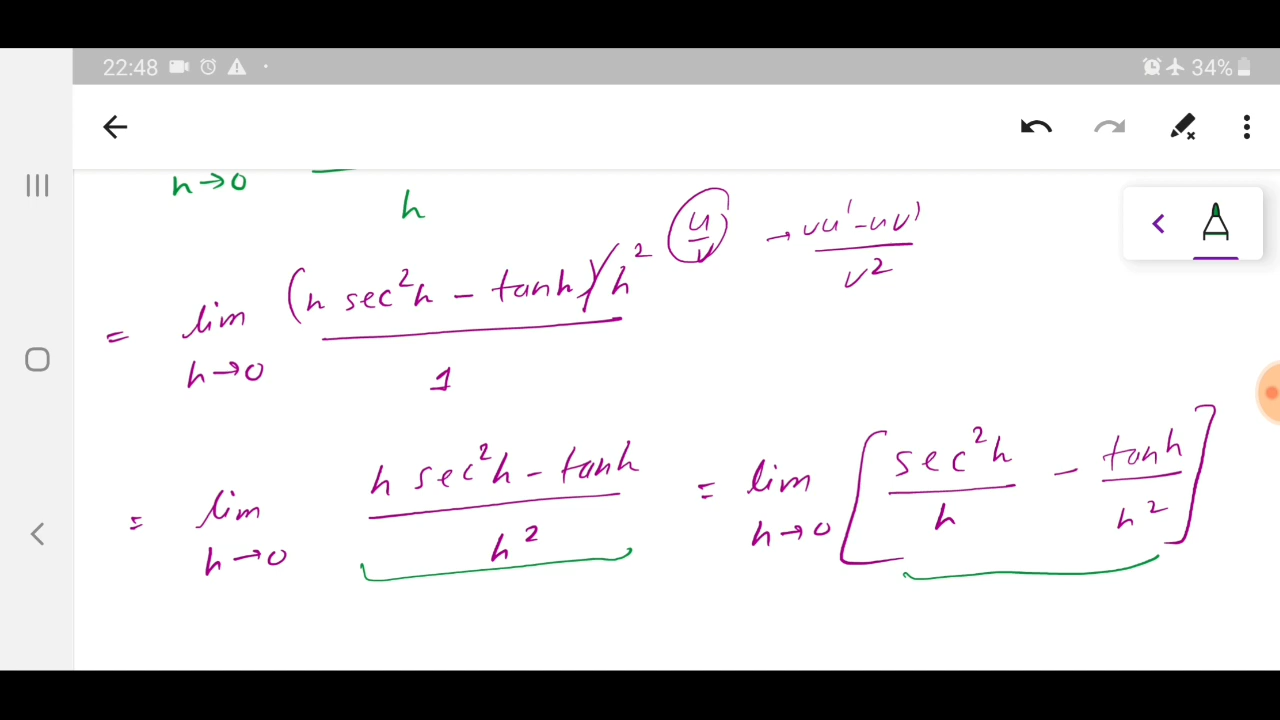 22:48 34%
h→0
h
u/v → vu' - uv' / v²
= lim h→0 (h sec²h - tanh)/h² / 1
= lim h→0 h sec²h - tanh / h² = lim h→0 [ sec²h / h - tanh / h² ]